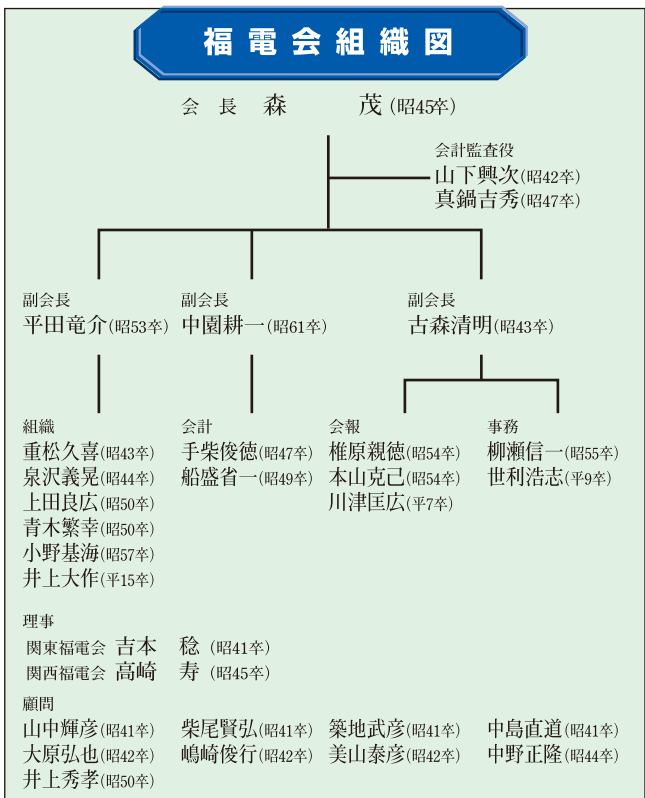 福電会組織図
会長 森 茂(昭45卒)
会計監査役
山下興次(昭42卒)
真鍋吉秀(昭47卒)
副会長
平田竜介(昭53卒)
副会長
中園耕一(昭61卒)
副会長
古森清明(昭43卒)
組織
重松久喜(昭43卒)
泉沢義晃(昭44卒)
上田良広(昭50卒)
青木繁幸(昭50卒)
小野基海(昭57卒)
井上大作(平15卒)
会計
手柴俊徳(昭47卒)
船盛省一(昭49卒)
会報
椎原親徳(昭54卒)
本山克己(昭54卒)
川津匡広(平7卒)
事務
柳瀬信一(昭55卒)
世利浩志(平9卒)
理事
関東福電会 吉本 稔(昭41卒)
関西福電会 高崎 寿(昭45卒)
顧問
山中輝彦(昭41卒) 柴尾賢弘(昭41卒) 築地武彦(昭41卒) 中島直道(昭41卒)
大原弘也(昭42卒) 嶋崎俊行(昭42卒) 美山泰彦(昭42卒) 中野正隆(昭44卒)
井上秀孝(昭50卒)